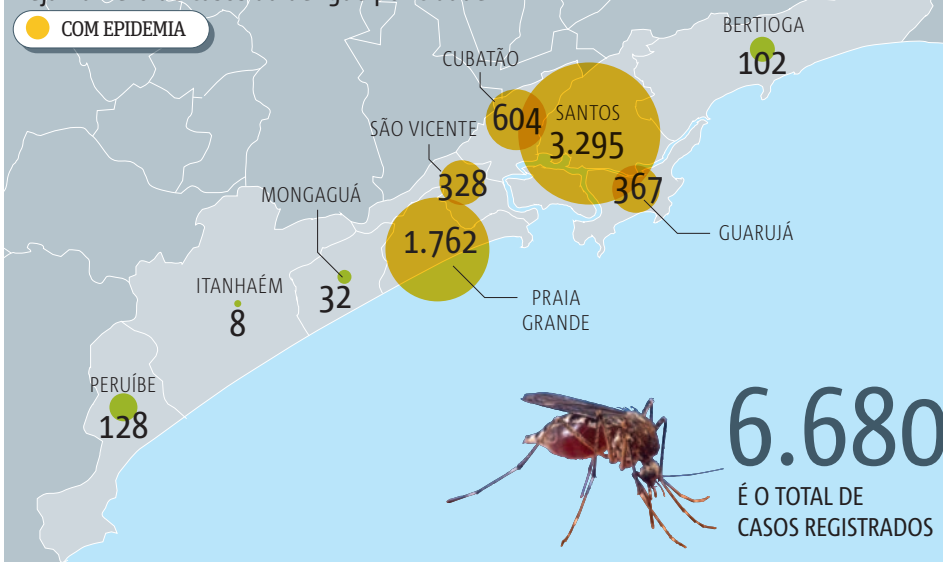 COM EPIDEMIA
BERTIOGA
102
CUBATÃO
604
SANTOS
3.295
SÃO VICENTE
328
367
GUARUJÁ
MONGAGUÁ
32
1.762
PRAIA
GRANDE
ITANHAÉM
8
PERUÍBE
128
6.680
É O TOTAL DE
CASOS REGISTRADOS